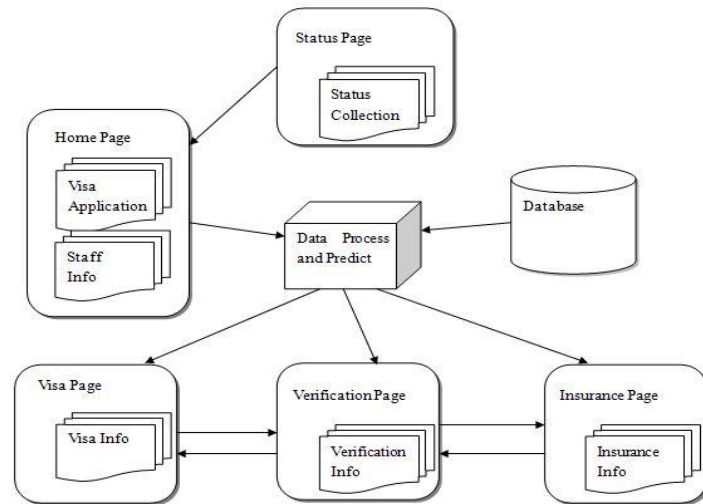 Status Page
Status
Collection
Home Page
Visa
Application
Staff
Info
Data Process
and Predict
Database
Visa Page
Visa Info
Verification Page
Verification
Info
Insurance Page
Insurance
Info